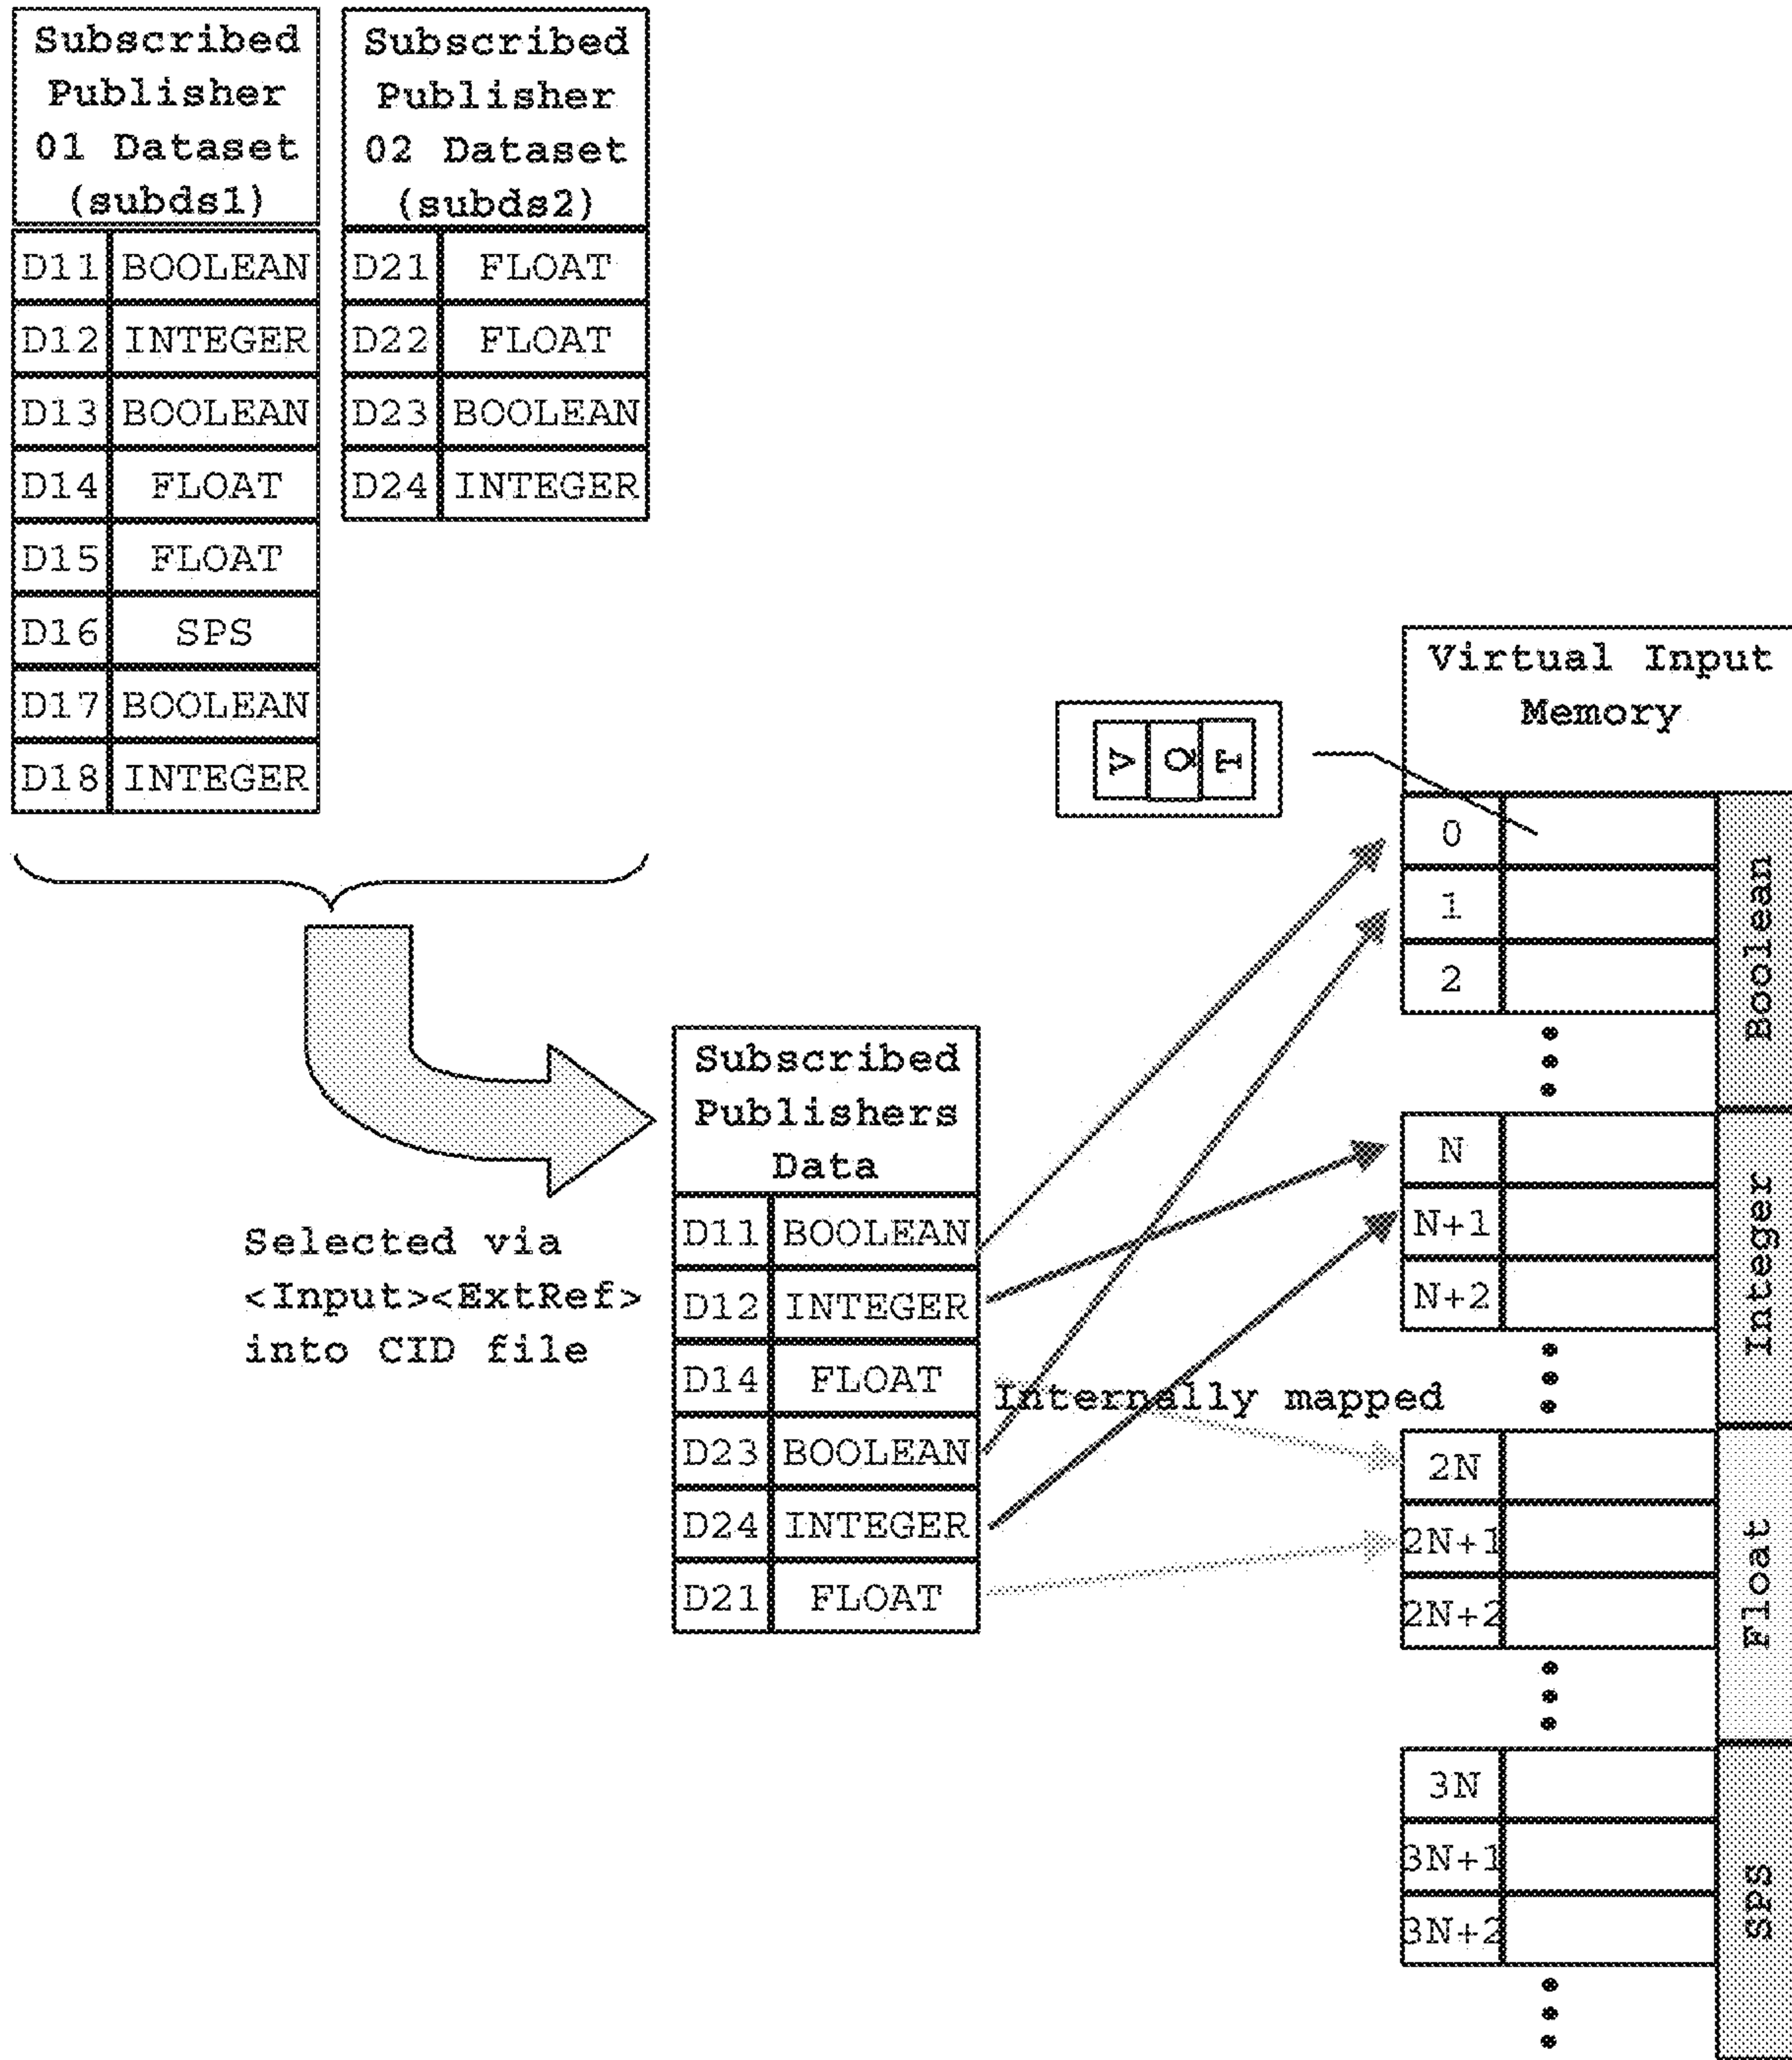 Subscribed
Publisher
01 Dataset
(subds1)
D11 BOOLEAN
D12 INTEGER
D13 BOOLEAN
D14 FLOAT
D15 FLOAT
D16 SPS
D17 BOOLEAN
D18 INTEGER
Subscribed
Publisher
02 Dataset
(subds2)
D21 FLOAT
D22 FLOAT
D23 BOOLEAN
D24 INTEGER
Selected via
<Input><ExtRef>
into CID file
Subscribed
Publishers
Data
D11 BOOLEAN
D12 INTEGER
D14 FLOAT
D23 BOOLEAN
D24 INTEGER
D21 FLOAT
Internally mapped
V Q T
Virtual Input
Memory
0
1
2
Boolean
N
N+1
N+2
Integer
2N
2N+1
2N+2
Float
3N
3N+1
3N+2
SPS